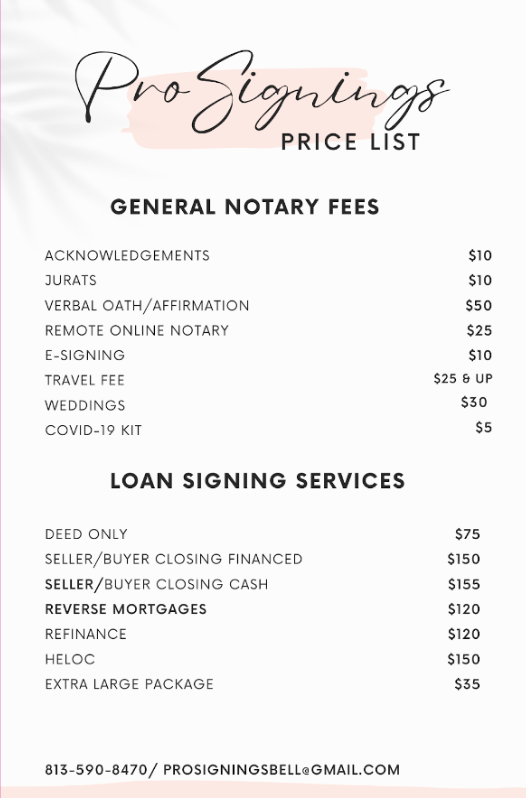 ProSignings
PRICE LIST
GENERAL NOTARY FEES
ACKNOWLEDGEMENTS $10
JURATS $10
VERBAL OATH/AFFIRMATION $50
REMOTE ONLINE NOTARY $25
E-SIGNING $10
TRAVEL FEE $25 & UP
WEDDINGS $30
COVID-19 KIT $5
LOAN SIGNING SERVICES
DEED ONLY $75
SELLER/BUYER CLOSING FINANCED $150
SELLER/BUYER CLOSING CASH $155
REVERSE MORTGAGES $120
REFINANCE $120
HELOC $150
EXTRA LARGE PACKAGE $35
813-590-8470/ PROSIGNINGSBELL@GMAIL.COM